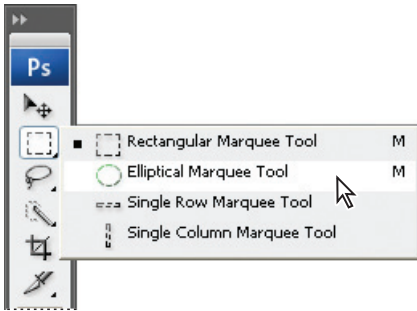 Ps
Rectangular Marquee Tool M
Elliptical Marquee Tool M
Single Row Marquee Tool
Single Column Marquee Tool